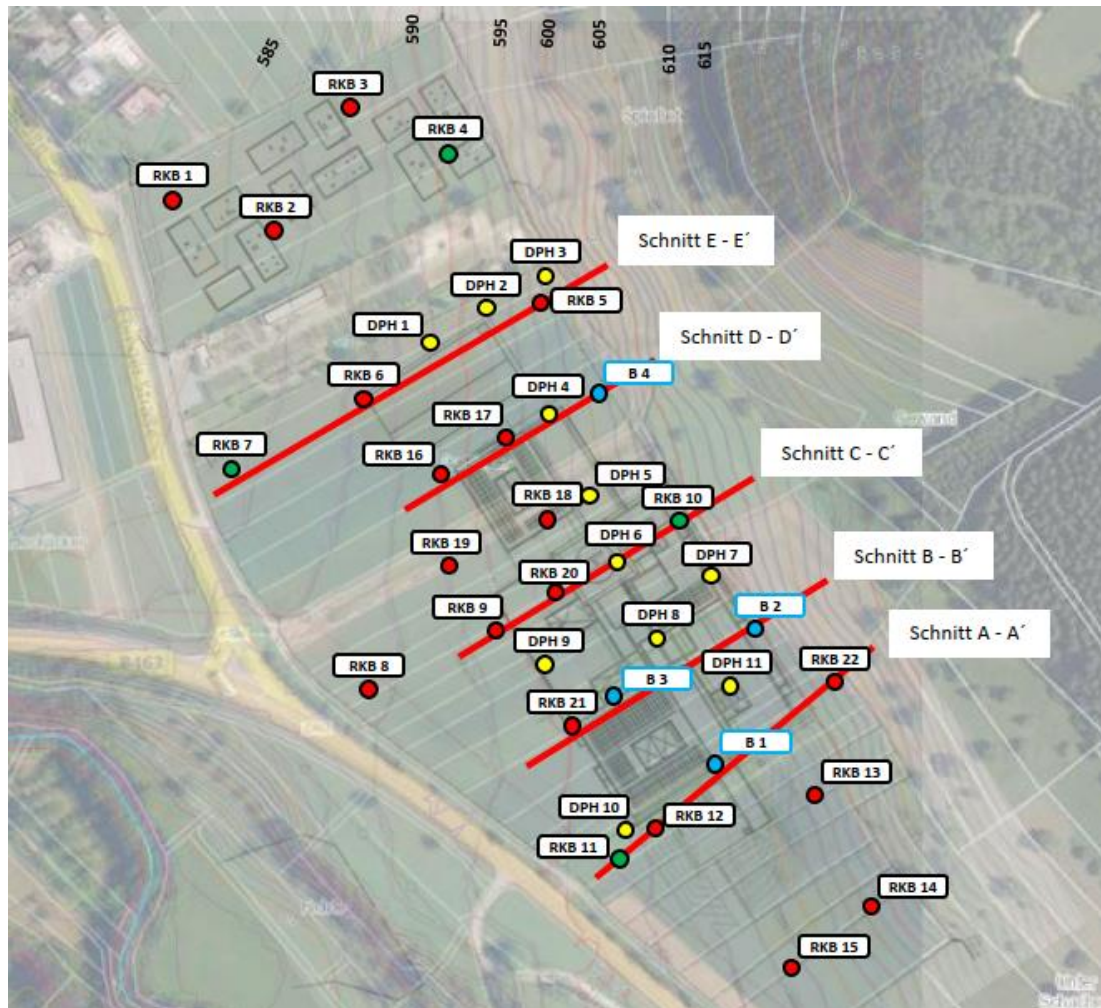 585
590
595
600
605
610
615
RKB 3
RKB 4
RKB 1
RKB 2
Schnitt E - E´
DPH 3
DPH 2
RKB 5
DPH 1
Schnitt D - D´
B 4
RKB 6
DPH 4
RKB 17
RKB 7
RKB 16
Schnitt C - C´
DPH 5
RKB 18
RKB 10
RKB 19
DPH 6
DPH 7
Schnitt B - B´
RKB 20
RKB 9
DPH 8
B 2
Schnitt A - A´
DPH 9
RKB 8
B 3
DPH 11
RKB 22
RKB 21
B 1
RKB 13
DPH 10
RKB 12
RKB 11
RKB 14
RKB 15